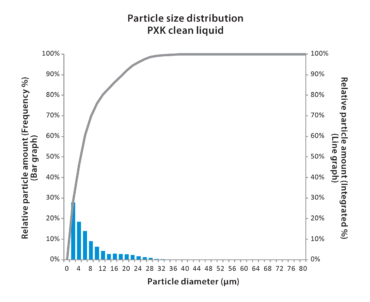 Particle size distribution
PXK clean liquid
Relative particle amount (Frequency %)
(Bar graph)
100%
90%
80%
70%
60%
50%
40%
30%
20%
10%
0%
100%
90%
80%
70%
60%
50%
40%
30%
20%
10%
0%
Relative particle amount (Integrated %)
(Line graph)
0 4 8 12 16 20 24 28 32 36 40 44 48 52 56 60 64 68 72 76 80
Particle diameter (μm)